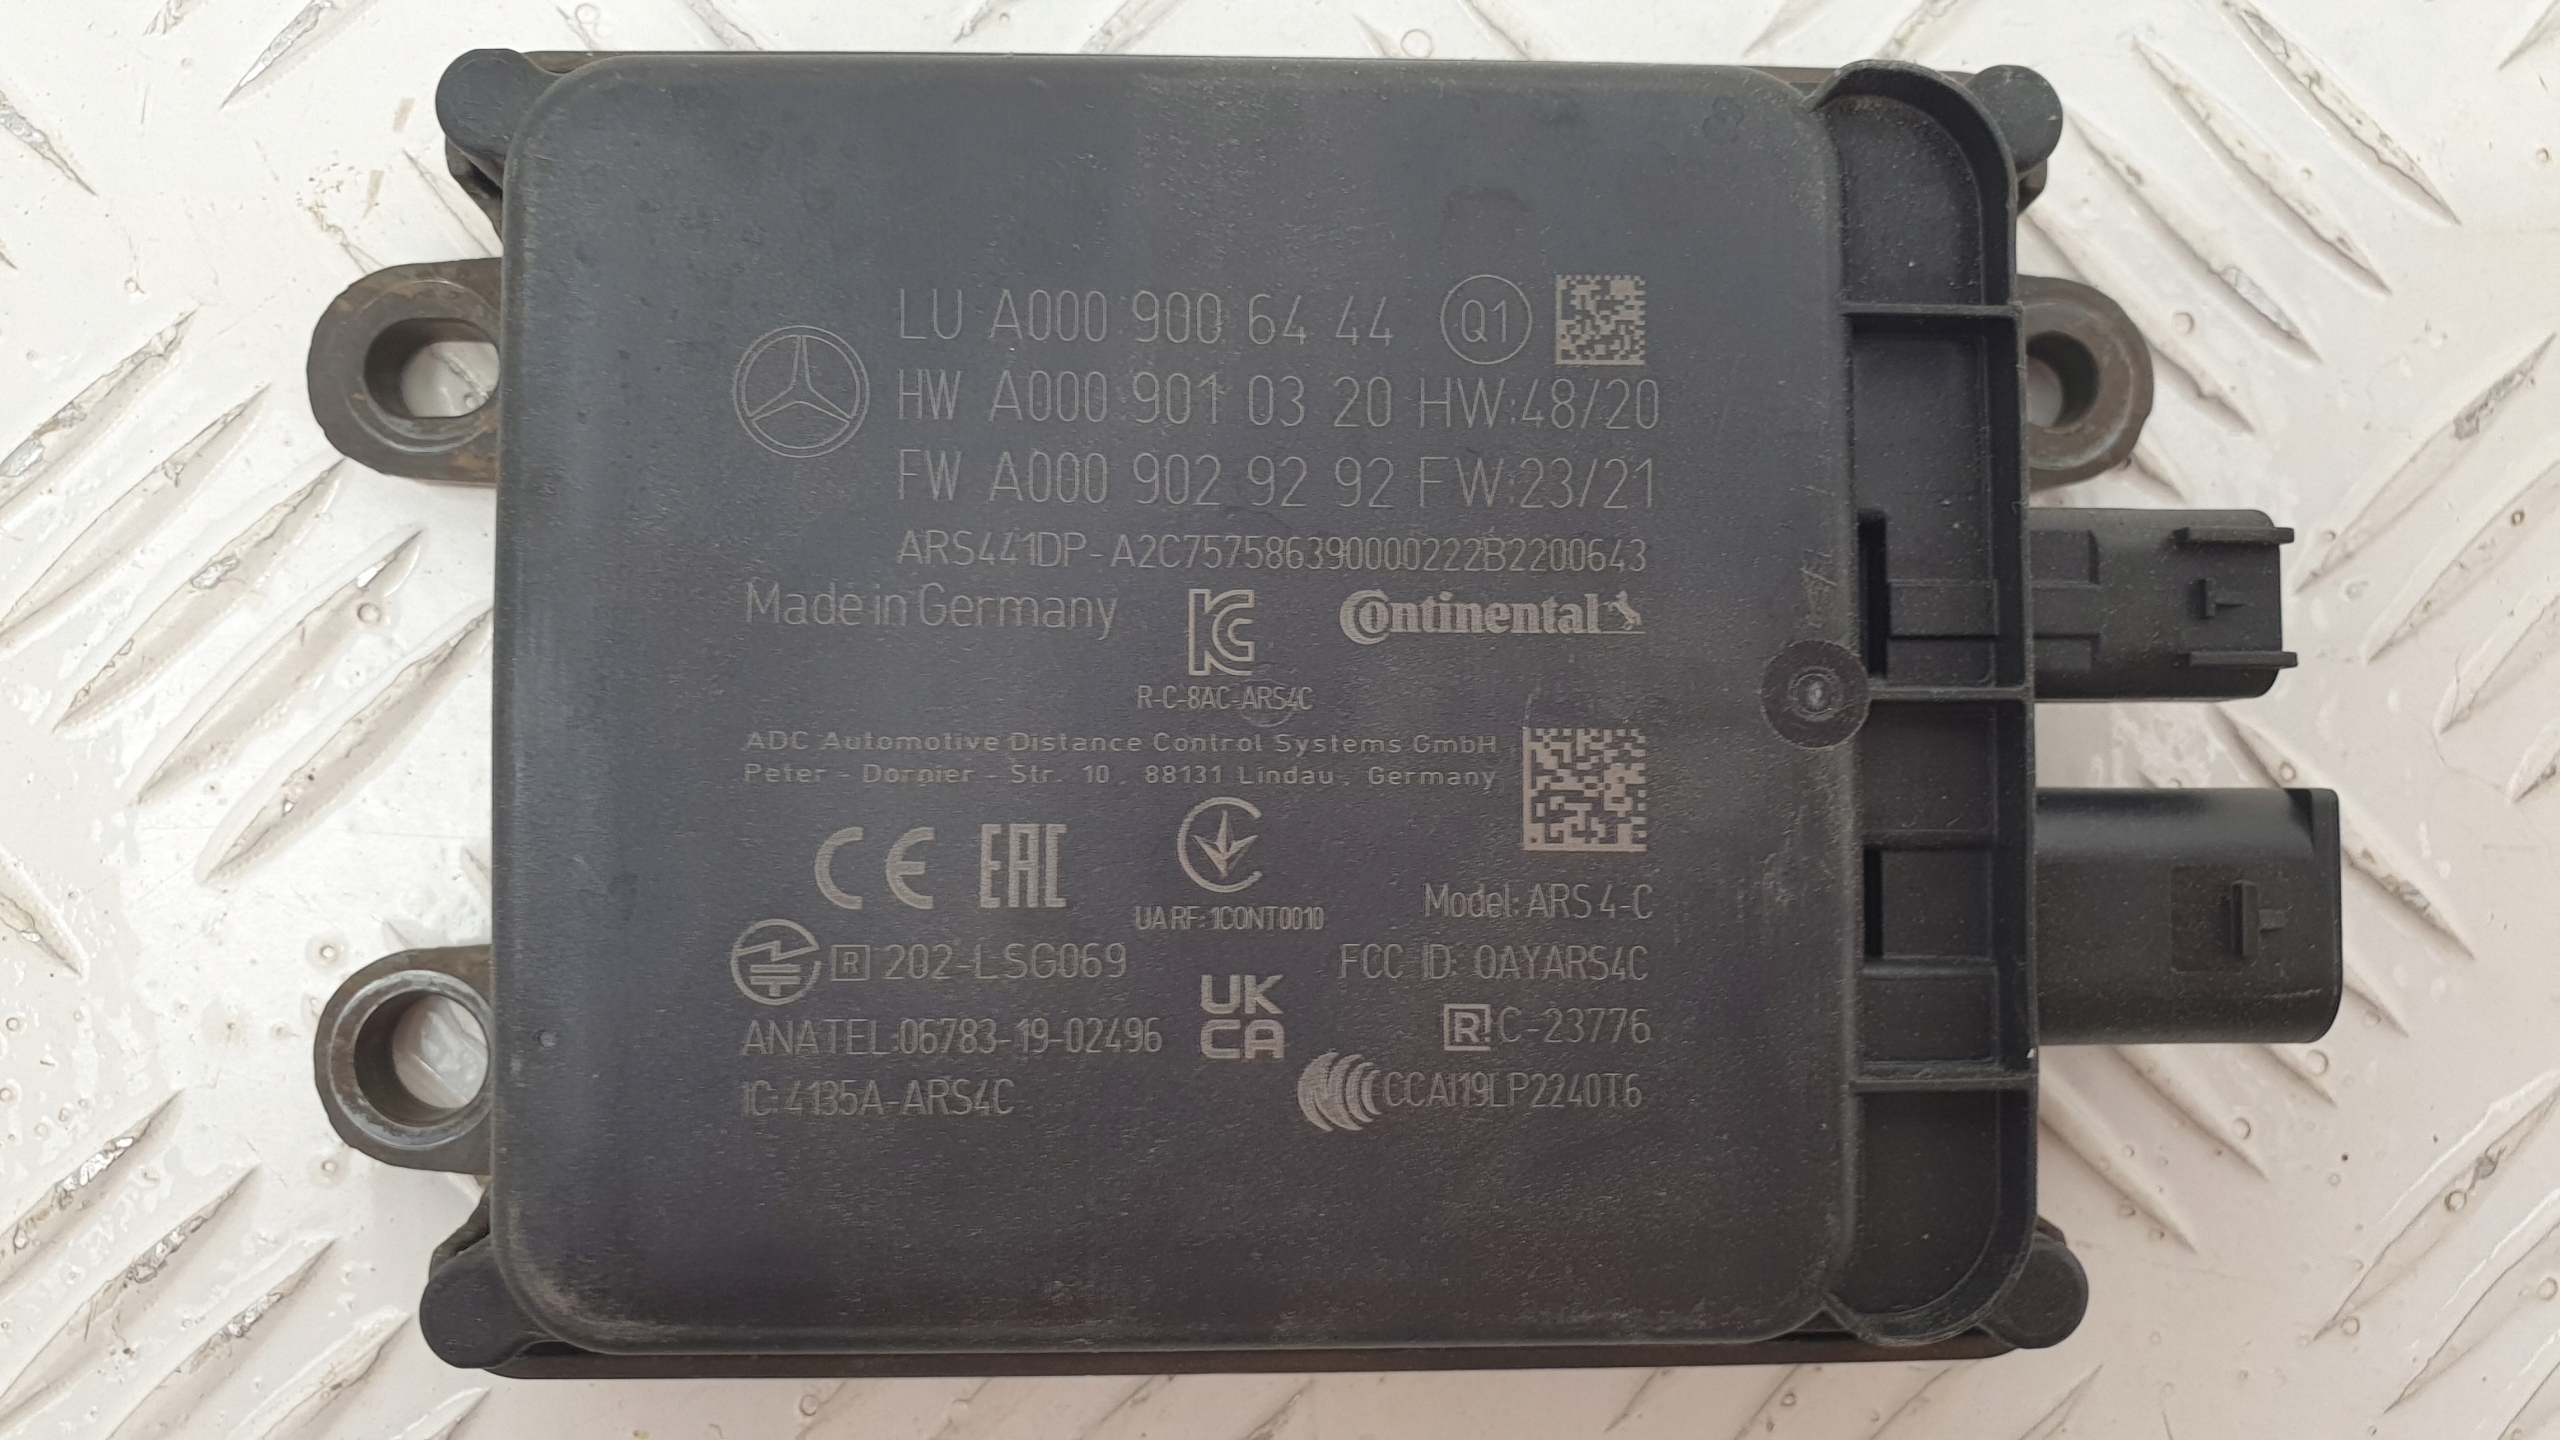 LU A000 900 64 44 Q1
HW A000 901 03 20 HW:48/20
FW A000 902 92 92 FW:23/21
ARS441DP-A2C757586390000222B2200643
Made in Germany
Continental
R-C-8AC-ARS4C
ADC Automotive Distance Control Systems GmbH
Peter - Dornier - Str. 10 . 88131 Lindau . Germany
CE EAC
UA RF: 1CONT0010
Model: ARS 4-C
R 202-LSG069
FCC ID: OAYARS4C
UK
CA
ANATEL:06783-19-02496
R C-23776
IC: 4135A-ARS4C
CCAI19LP2240T6